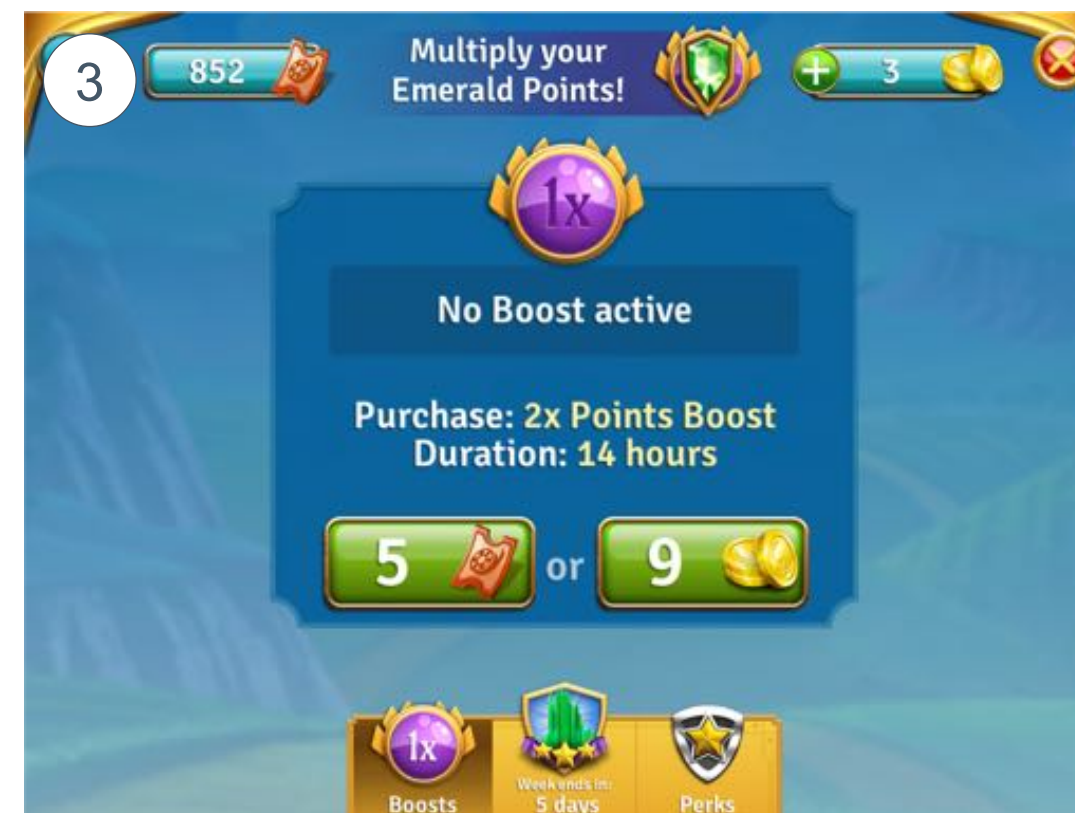 3
852
Multiply your
Emerald Points!
3
1x
No Boost active
Purchase: 2x Points Boost
Duration: 14 hours
5 or 9
1x
Boosts
Week ends in:
5 days
Perks